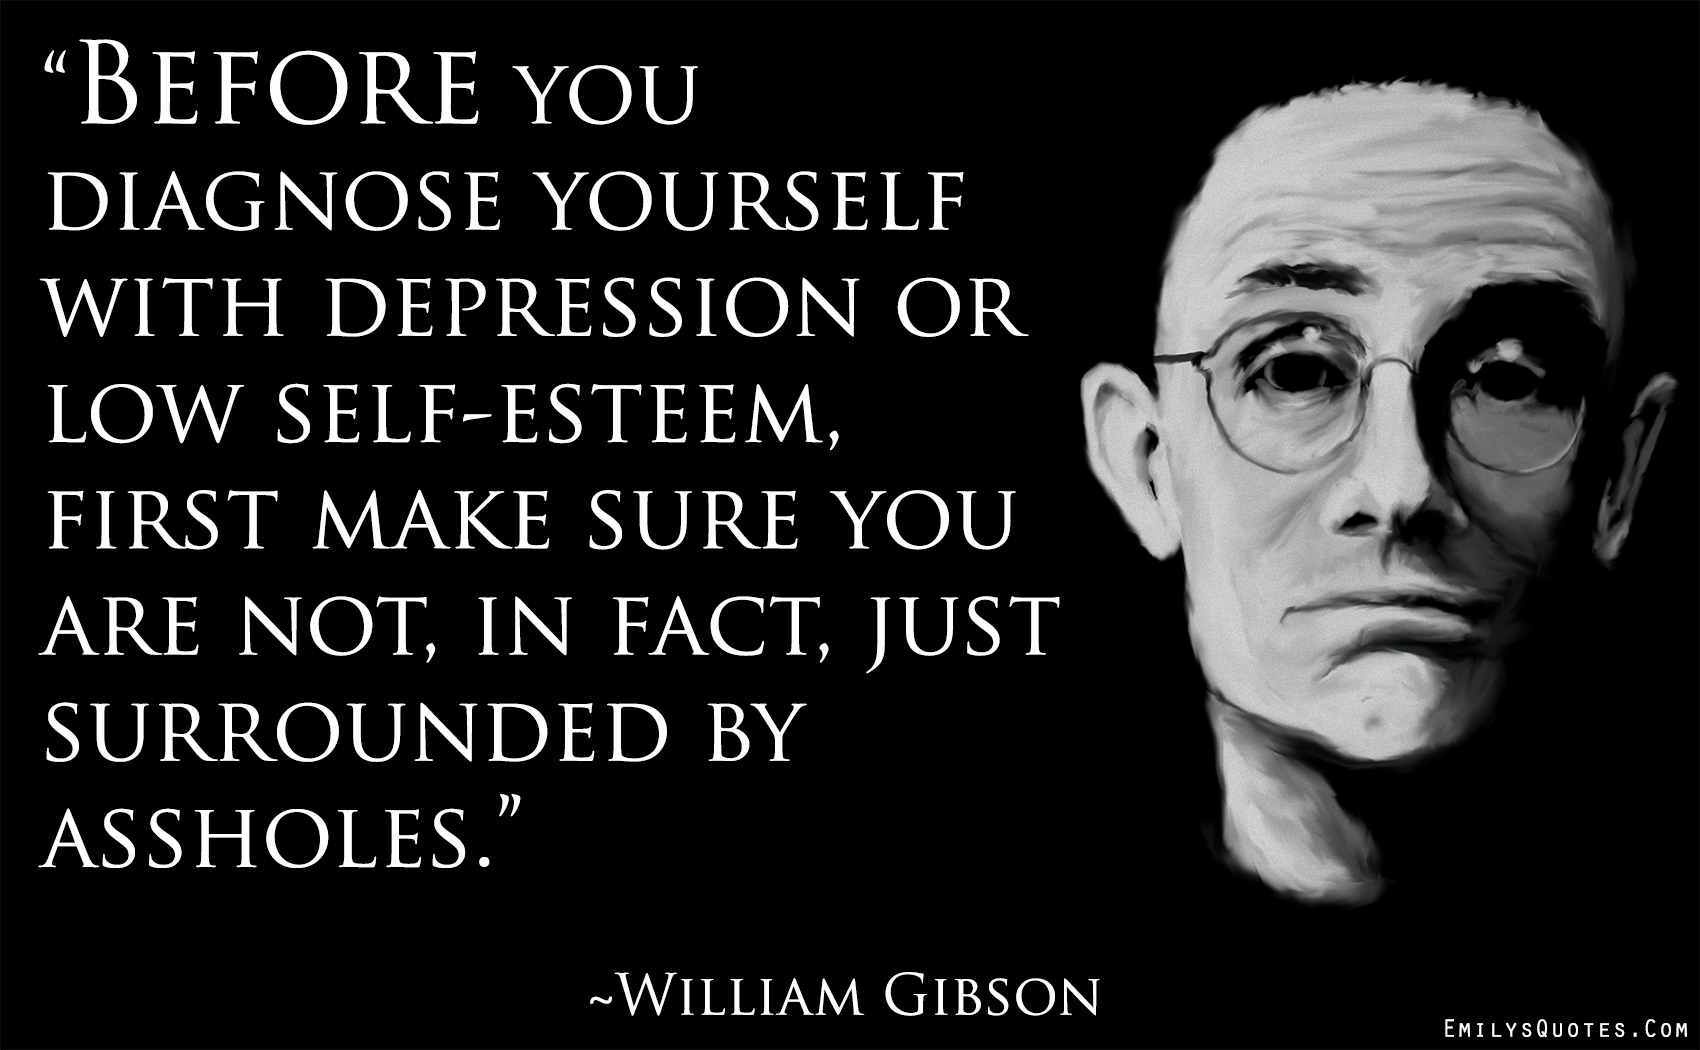 “Before you
diagnose yourself
with depression or
low self-esteem,
first make sure you
are not, in fact, just
surrounded by
assholes.”
~William Gibson
EmilysQuotes.Com